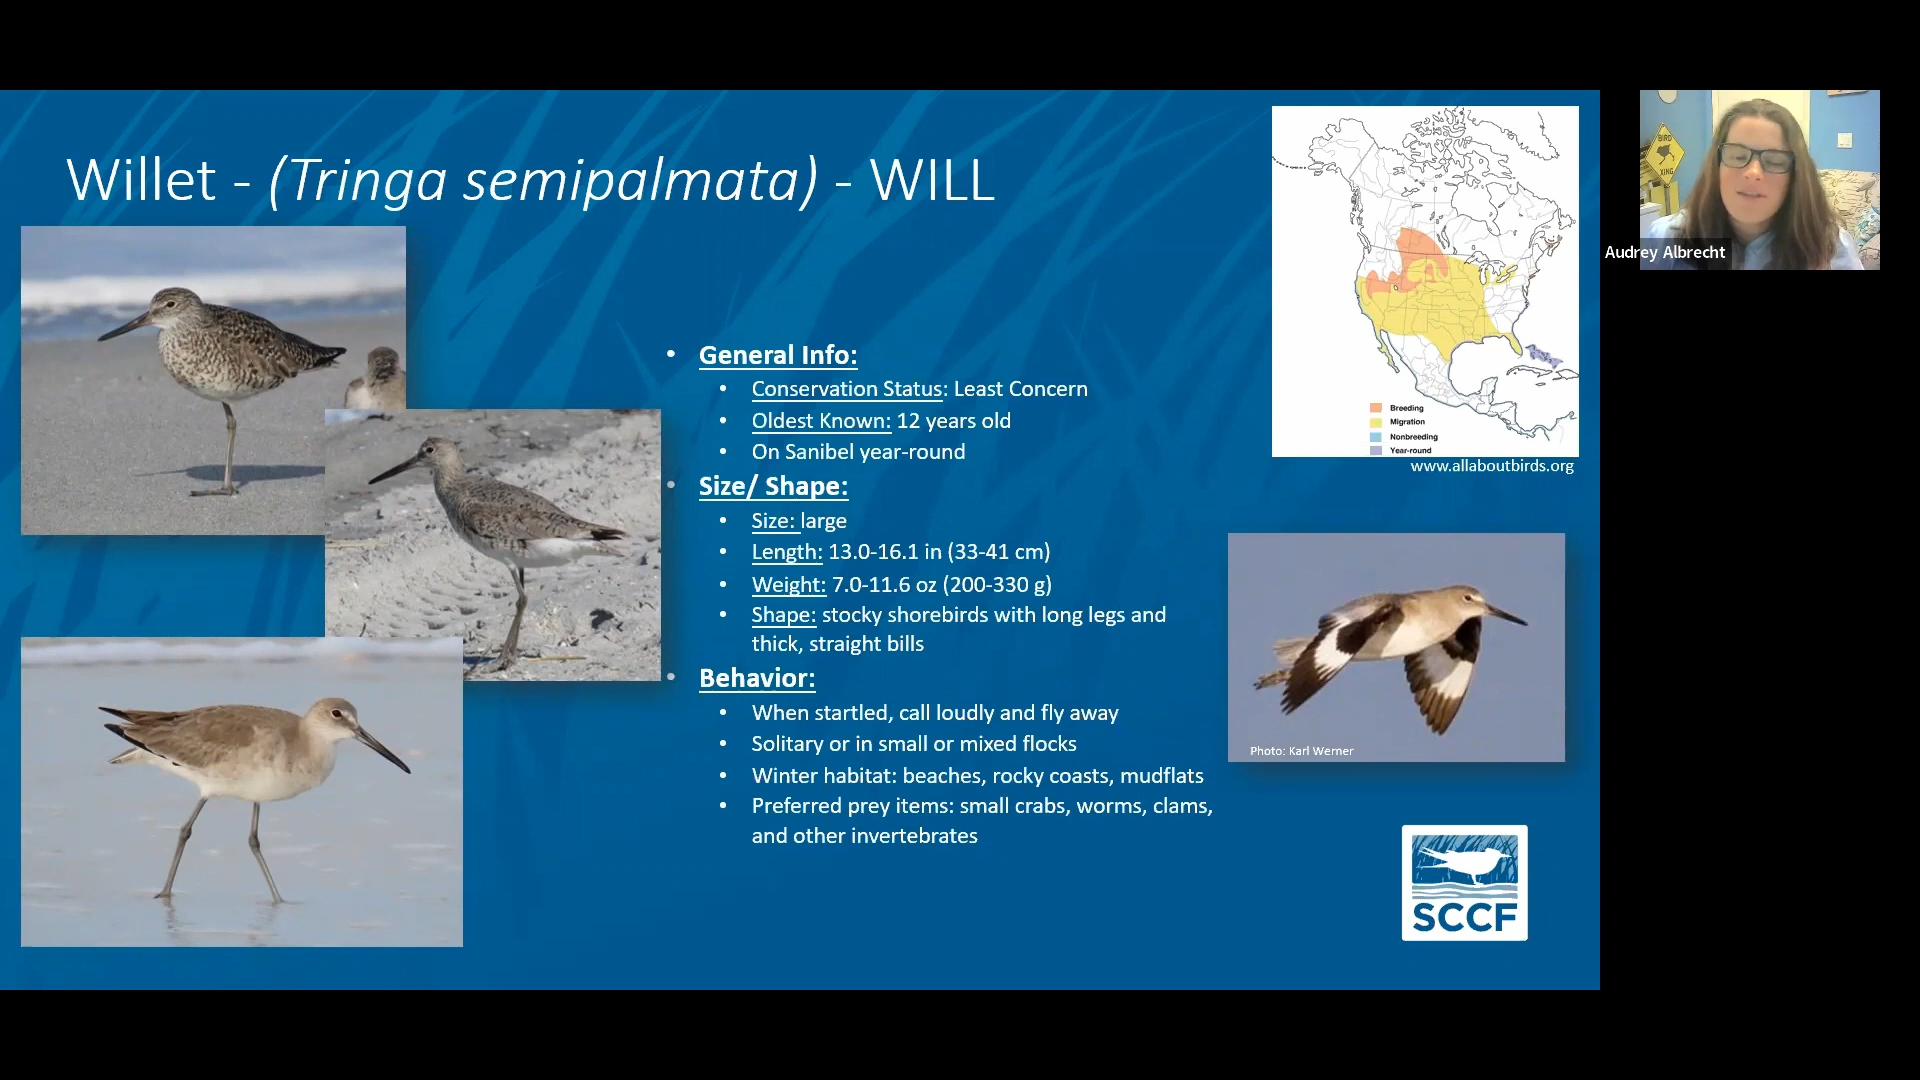 Willet - (Tringa semipalmata) - WILL
• General Info:
• Conservation Status: Least Concern
• Oldest Known: 12 years old
• On Sanibel year-round
• Size/ Shape:
• Size: large
• Length: 13.0-16.1 in (33-41 cm)
• Weight: 7.0-11.6 oz (200-330 g)
• Shape: stocky shorebirds with long legs and
thick, straight bills
• Behavior:
• When startled, call loudly and fly away
• Solitary or in small or mixed flocks
• Winter habitat: beaches, rocky coasts, mudflats
• Preferred prey items: small crabs, worms, clams,
and other invertebrates
Breeding
Migration
Nonbreeding
Year-round
www.allaboutbirds.org
Photo: Karl Werner
SCCF
BIRD
XING
Audrey Albrecht